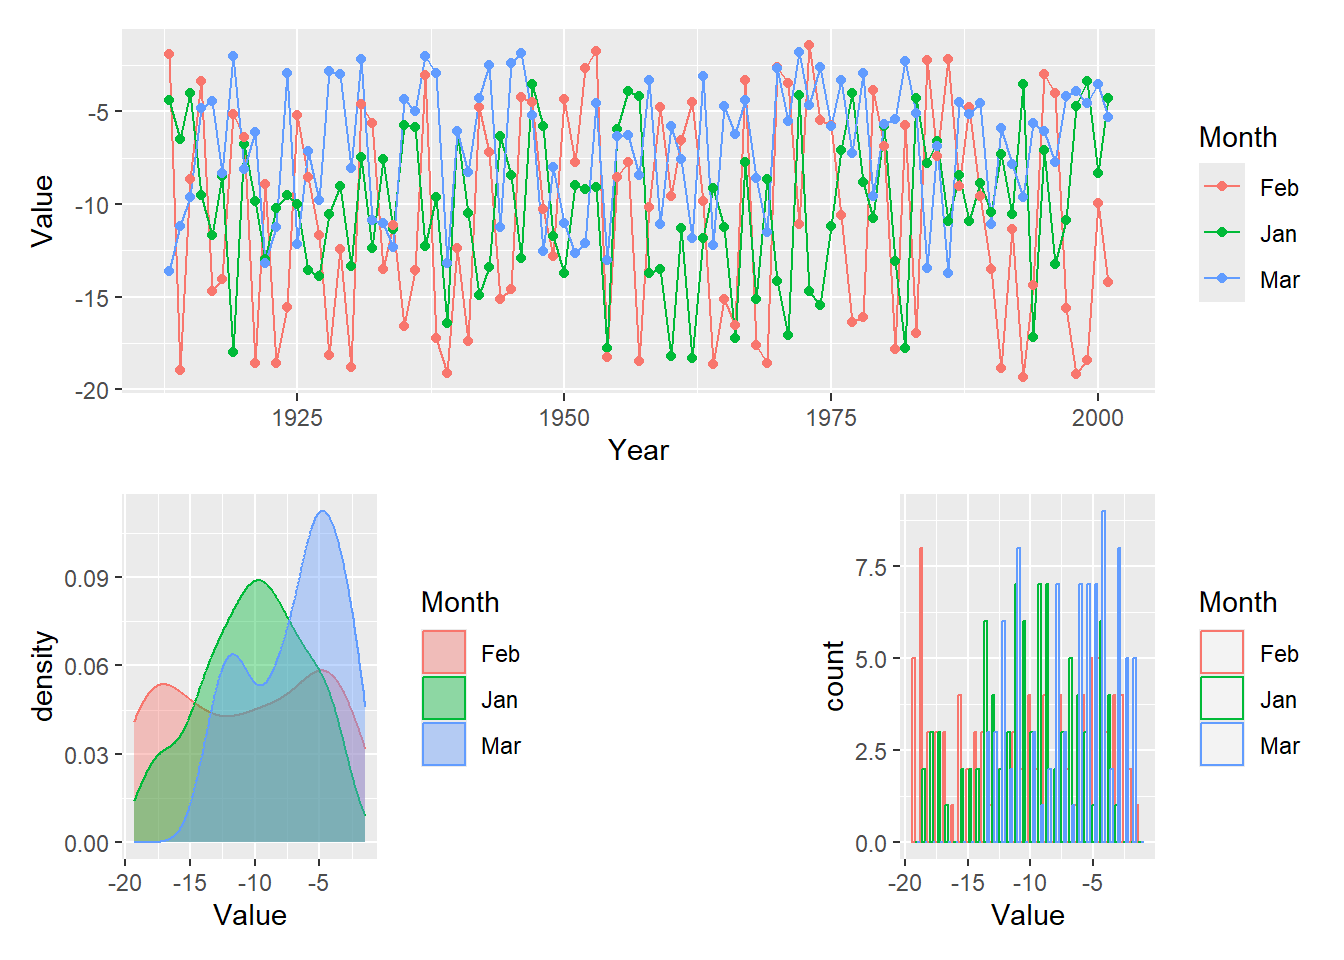 Value
-5
-10
-15
-20
1925 1950 1975 2000
Year
Month
Feb
Jan
Mar
density
0.09
0.06
0.03
0.00
-20 -15 -10 -5
Value
Month
Feb
Jan
Mar
count
7.5
5.0
2.5
0.0
-20 -15 -10 -5
Value
Month
Feb
Jan
Mar